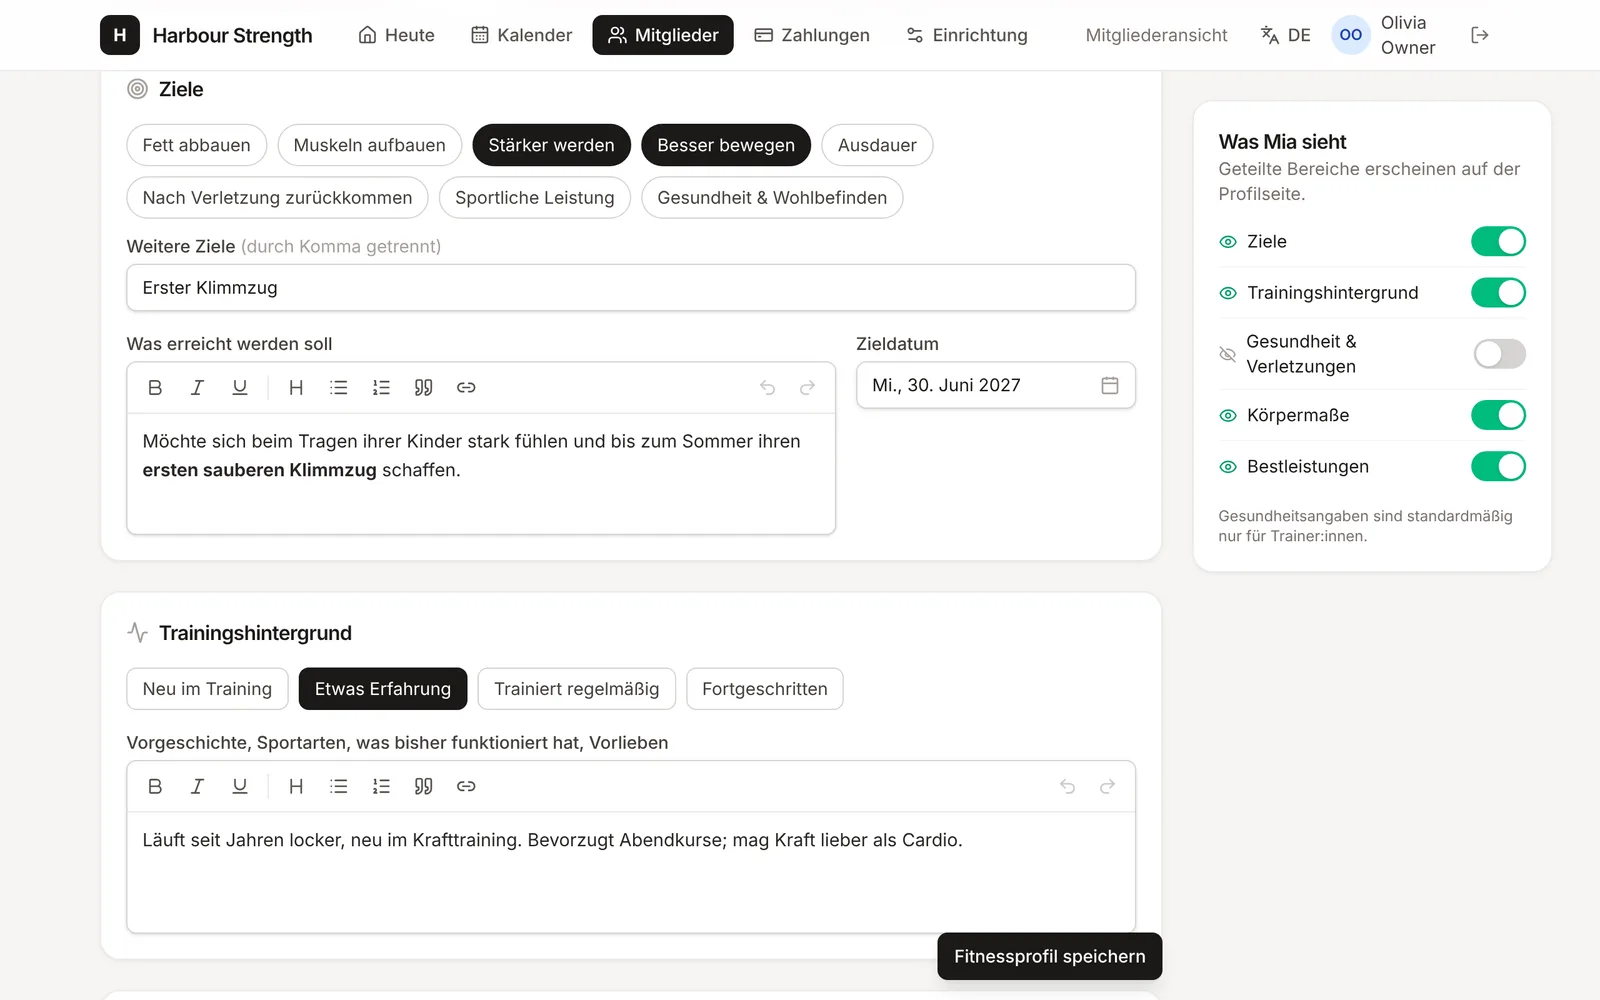 H Harbour Strength Heute Kalender Mitglieder Zahlungen Einrichtung Mitgliederansicht DE OO Olivia Owner
Ziele
Fett abbauen Muskeln aufbauen Stärker werden Besser bewegen Ausdauer
Nach Verletzung zurückkommen Sportliche Leistung Gesundheit & Wohlbefinden
Weitere Ziele (durch Komma getrennt)
Erster Klimmzug
Was erreicht werden soll
B I U H
Möchte sich beim Tragen ihrer Kinder stark fühlen und bis zum Sommer ihren
ersten sauberen Klimmzug schaffen.
Zieldatum
Mi., 30. Juni 2027
Trainingshintergrund
Neu im Training Etwas Erfahrung Trainiert regelmäßig Fortgeschritten
Vorgeschichte, Sportarten, was bisher funktioniert hat, Vorlieben
B I U H
Läuft seit Jahren locker, neu im Krafttraining. Bevorzugt Abendkurse; mag Kraft lieber als Cardio.
Fitnessprofil speichern
Was Mia sieht
Geteilte Bereiche erscheinen auf der
Profilseite.
Ziele
Trainingshintergrund
Gesundheit &
Verletzungen
Körpermaße
Bestleistungen
Gesundheitsangaben sind standardmäßig
nur für Trainer:innen.